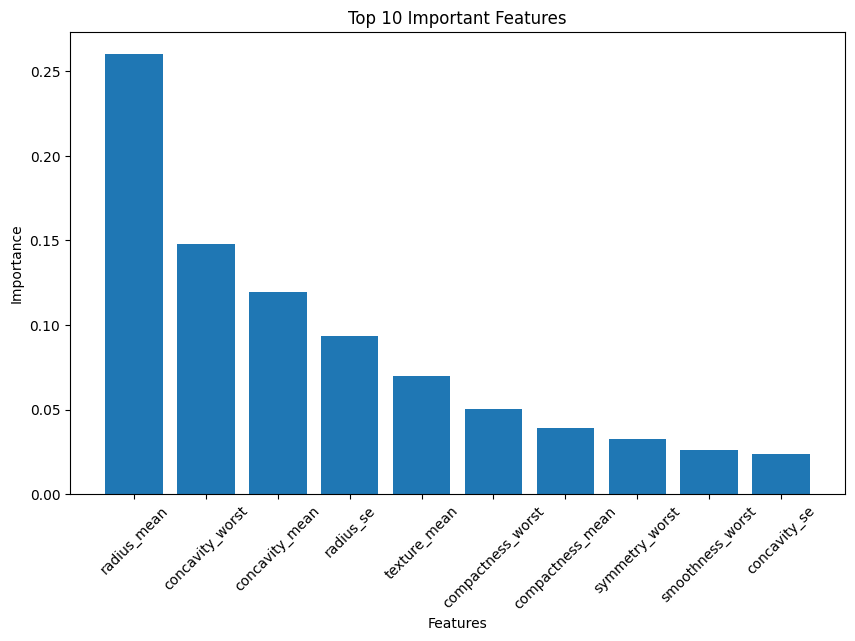 Top 10 Important Features
Importance
0.25
0.20
0.15
0.10
0.05
0.00
radius_mean
concavity_worst
concavity_mean
radius_se
texture_mean
compactness_worst
compactness_mean
symmetry_worst
smoothness_worst
concavity_se
Features